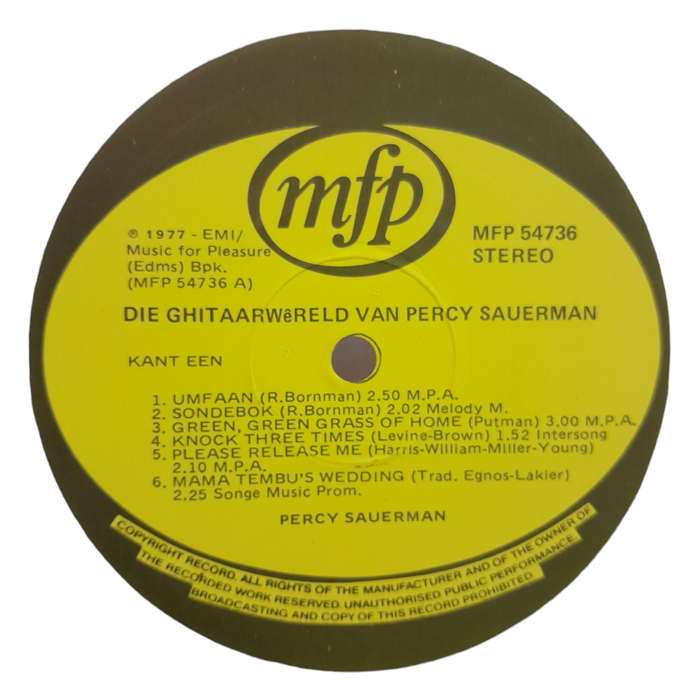 mfp
℗ 1977 - EMI/
Music for Pleasure
(Edms) Bpk.
(MFP 54736 A)
MFP 54736
STEREO
DIE GHITAARWêRELD VAN PERCY SAUERMAN
KANT EEN
1. UMFAAN (R.Bornman) 2.50 M.P.A.
2. SONDEBOK (R.Bornman) 2.02 Melody M.
3. GREEN, GREEN GRASS OF HOME (Putman) 3.00 M.P.A.
4. KNOCK THREE TIMES (Levine-Brown) 1.52 Intersong
5. PLEASE RELEASE ME (Harris-William-Miller-Young)
2.10 M.P.A.
6. MAMA TEMBU'S WEDDING (Trad. Egnos-Lakier)
2.25 Songe Music Prom.
PERCY SAUERMAN
COPYRIGHT RECORD. ALL RIGHTS OF THE MANUFACTURER AND OF THE OWNER OF
THE RECORDED WORK RESERVED. UNAUTHORISED PUBLIC PERFORMANCE
BROADCASTING AND COPY OF THIS RECORD PROHIBITED